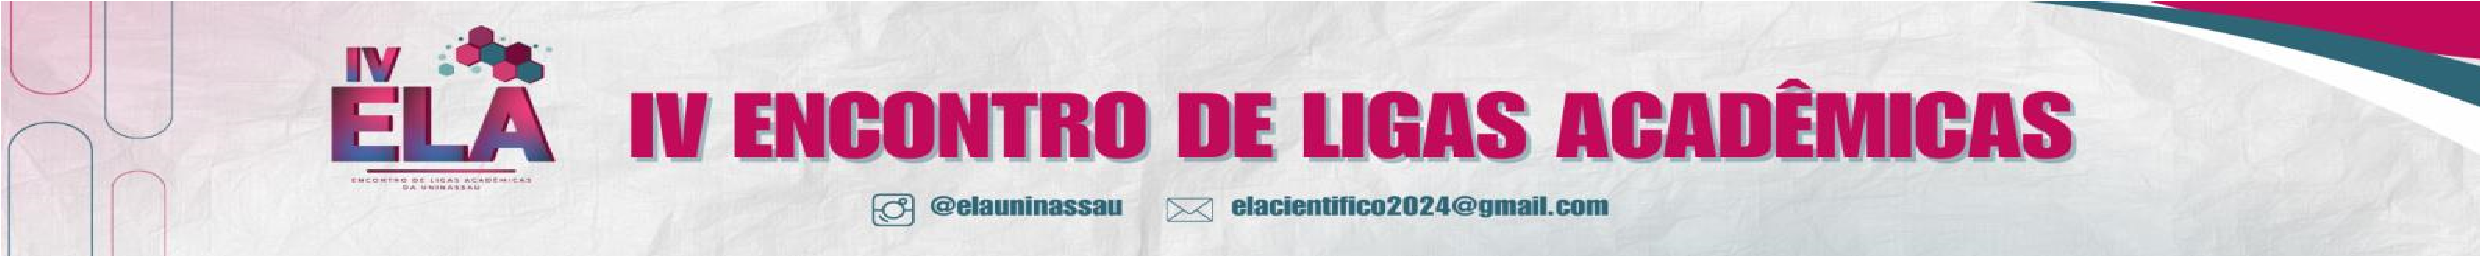 IV
ELA
ENCONTRO DE LIGAS ACADÊMICAS
DA UNINASSAU
IV ENCONTRO DE LIGAS ACADÊMICAS
@elauninassau
elacientifico2024@gmail.com